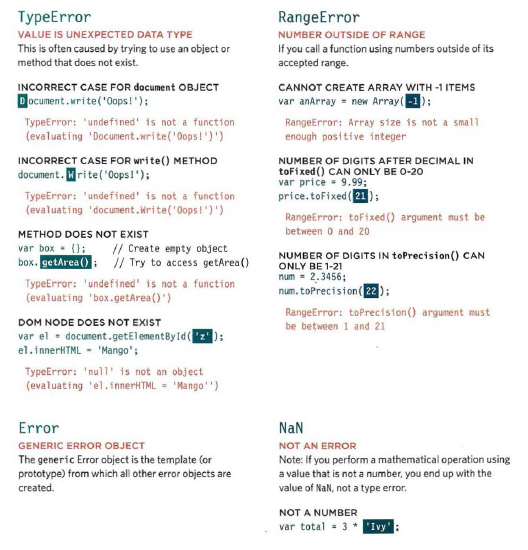 TypeError
VALUE IS UNEXPECTED DATA TYPE
This is often caused by trying to use an object or
method that does not exist.
INCORRECT CASE FOR document OBJECT
Document.write('Oops!');
TypeError: 'undefined' is not a function
(evaluating 'Document.write('Oops!')')
INCORRECT CASE FOR write() METHOD
document.Write('Oops!');
TypeError: 'undefined' is not a function
(evaluating 'document.Write('Oops!')')
METHOD DOES NOT EXIST
var box = {}; // Create empty object
box.getArea(); // Try to access getArea()
TypeError: 'undefined' is not a function
(evaluating 'box.getArea()')
DOM NODE DOES NOT EXIST
var el = document.getElementById('z');
el.innerHTML = 'Mango';
TypeError: 'null' is not an object
(evaluating 'el.innerHTML = 'Mango'')
Error
GENERIC ERROR OBJECT
The generic Error object is the template (or
prototype) from which all other error objects are
created.
RangeError
NUMBER OUTSIDE OF RANGE
If you call a function using numbers outside of its
accepted range.
CANNOT CREATE ARRAY WITH -1 ITEMS
var anArray = new Array(-1);
RangeError: Array size is not a small
enough positive integer
NUMBER OF DIGITS AFTER DECIMAL IN
toFixed() CAN ONLY BE 0-20
var price = 9.99;
price.toFixed(21);
RangeError: toFixed() argument must be
between 0 and 20
NUMBER OF DIGITS IN toPrecision() CAN
ONLY BE 1-21
num = 2.3456;
num.toPrecision(22);
RangeError: toPrecision() argument must
be between 1 and 21
NaN
NOT AN ERROR
Note: If you perform a mathematical operation using
a value that is not a number, you end up with the
value of NaN, not a type error.
NOT A NUMBER
var total = 3 * 'Ivy';